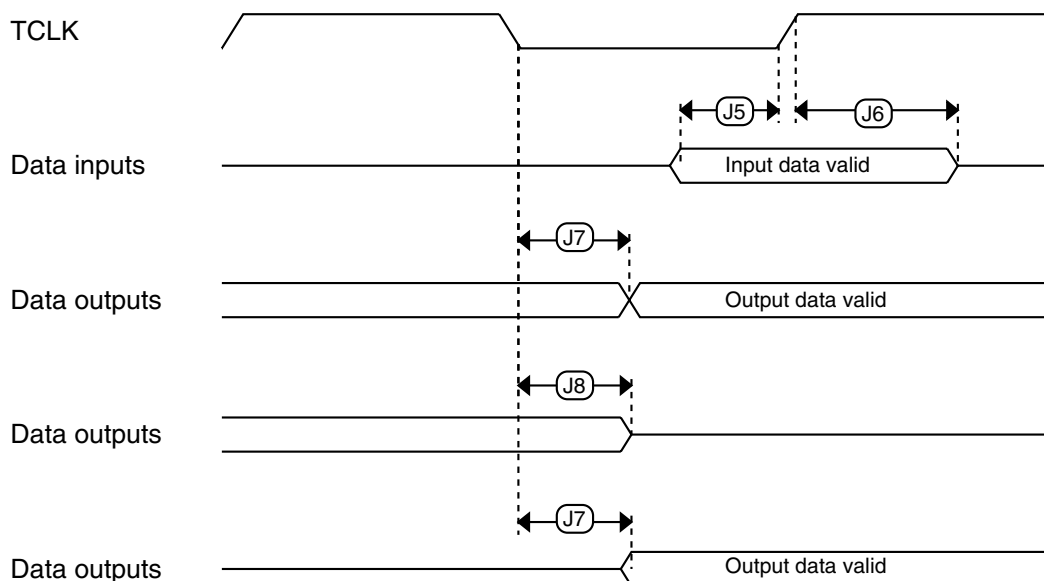 TCLK
J5
J6
Data inputs
Input data valid
J7
Data outputs
Output data valid
J8
Data outputs
J7
Data outputs
Output data valid